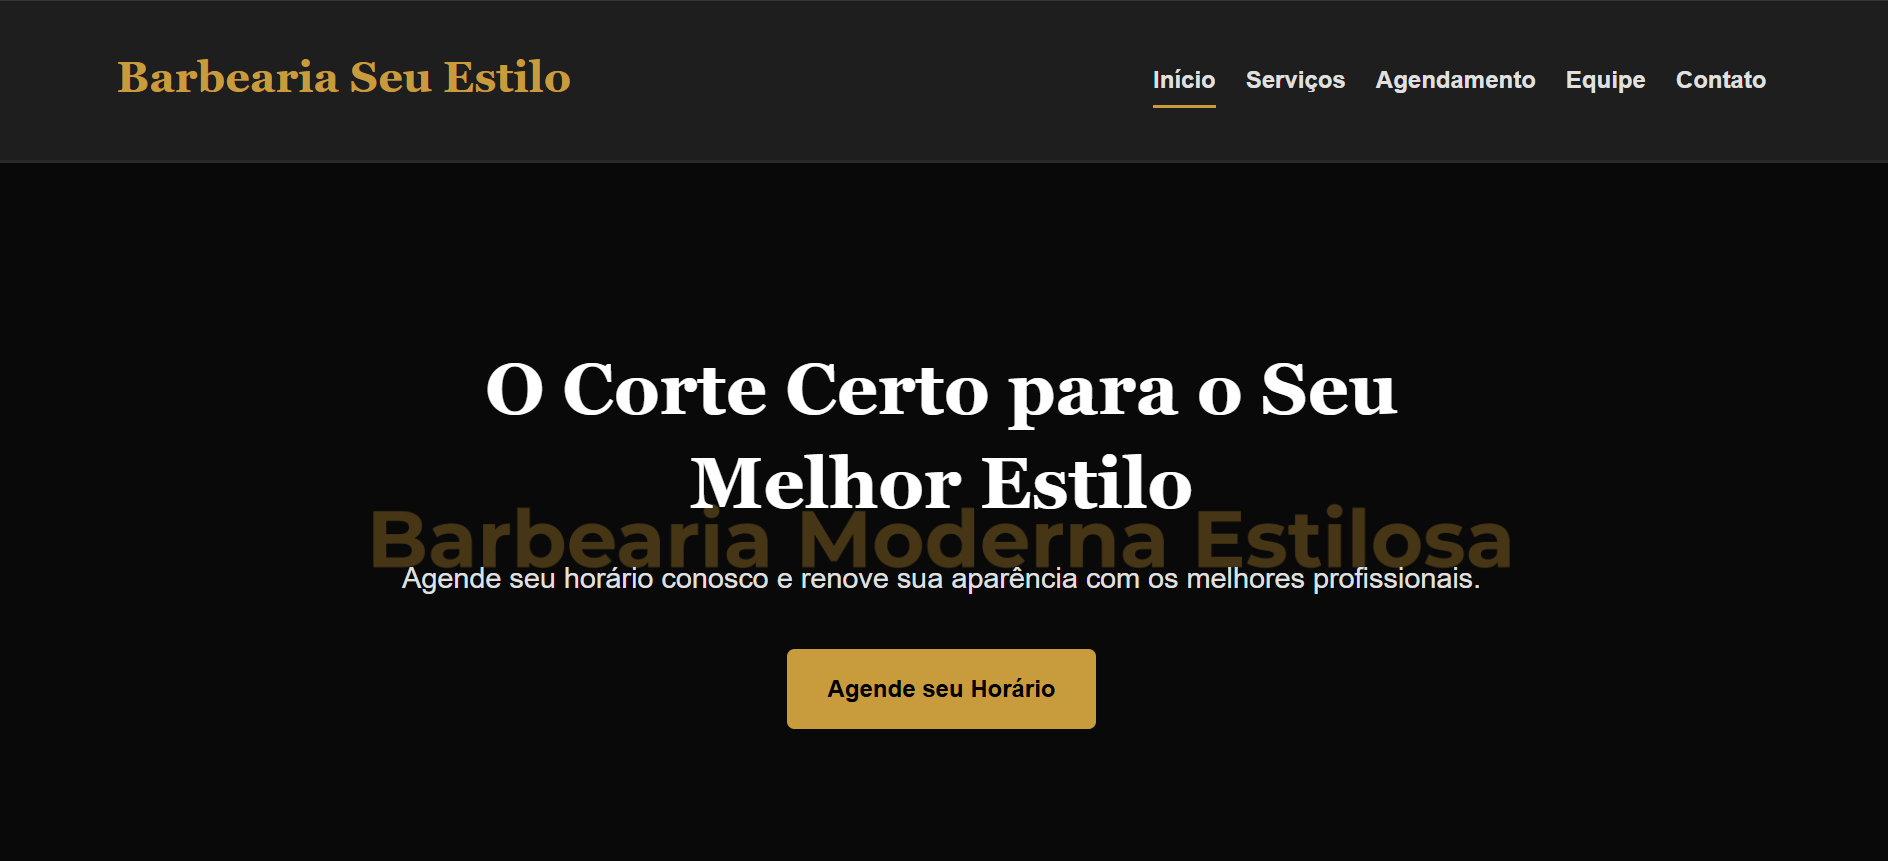 Barbearia Seu Estilo
Início Serviços Agendamento Equipe Contato
O Corte Certo para o Seu
Melhor Estilo
Barbearia Moderna Estilosa
Agende seu horário conosco e renove sua aparência com os melhores profissionais.
Agende seu Horário